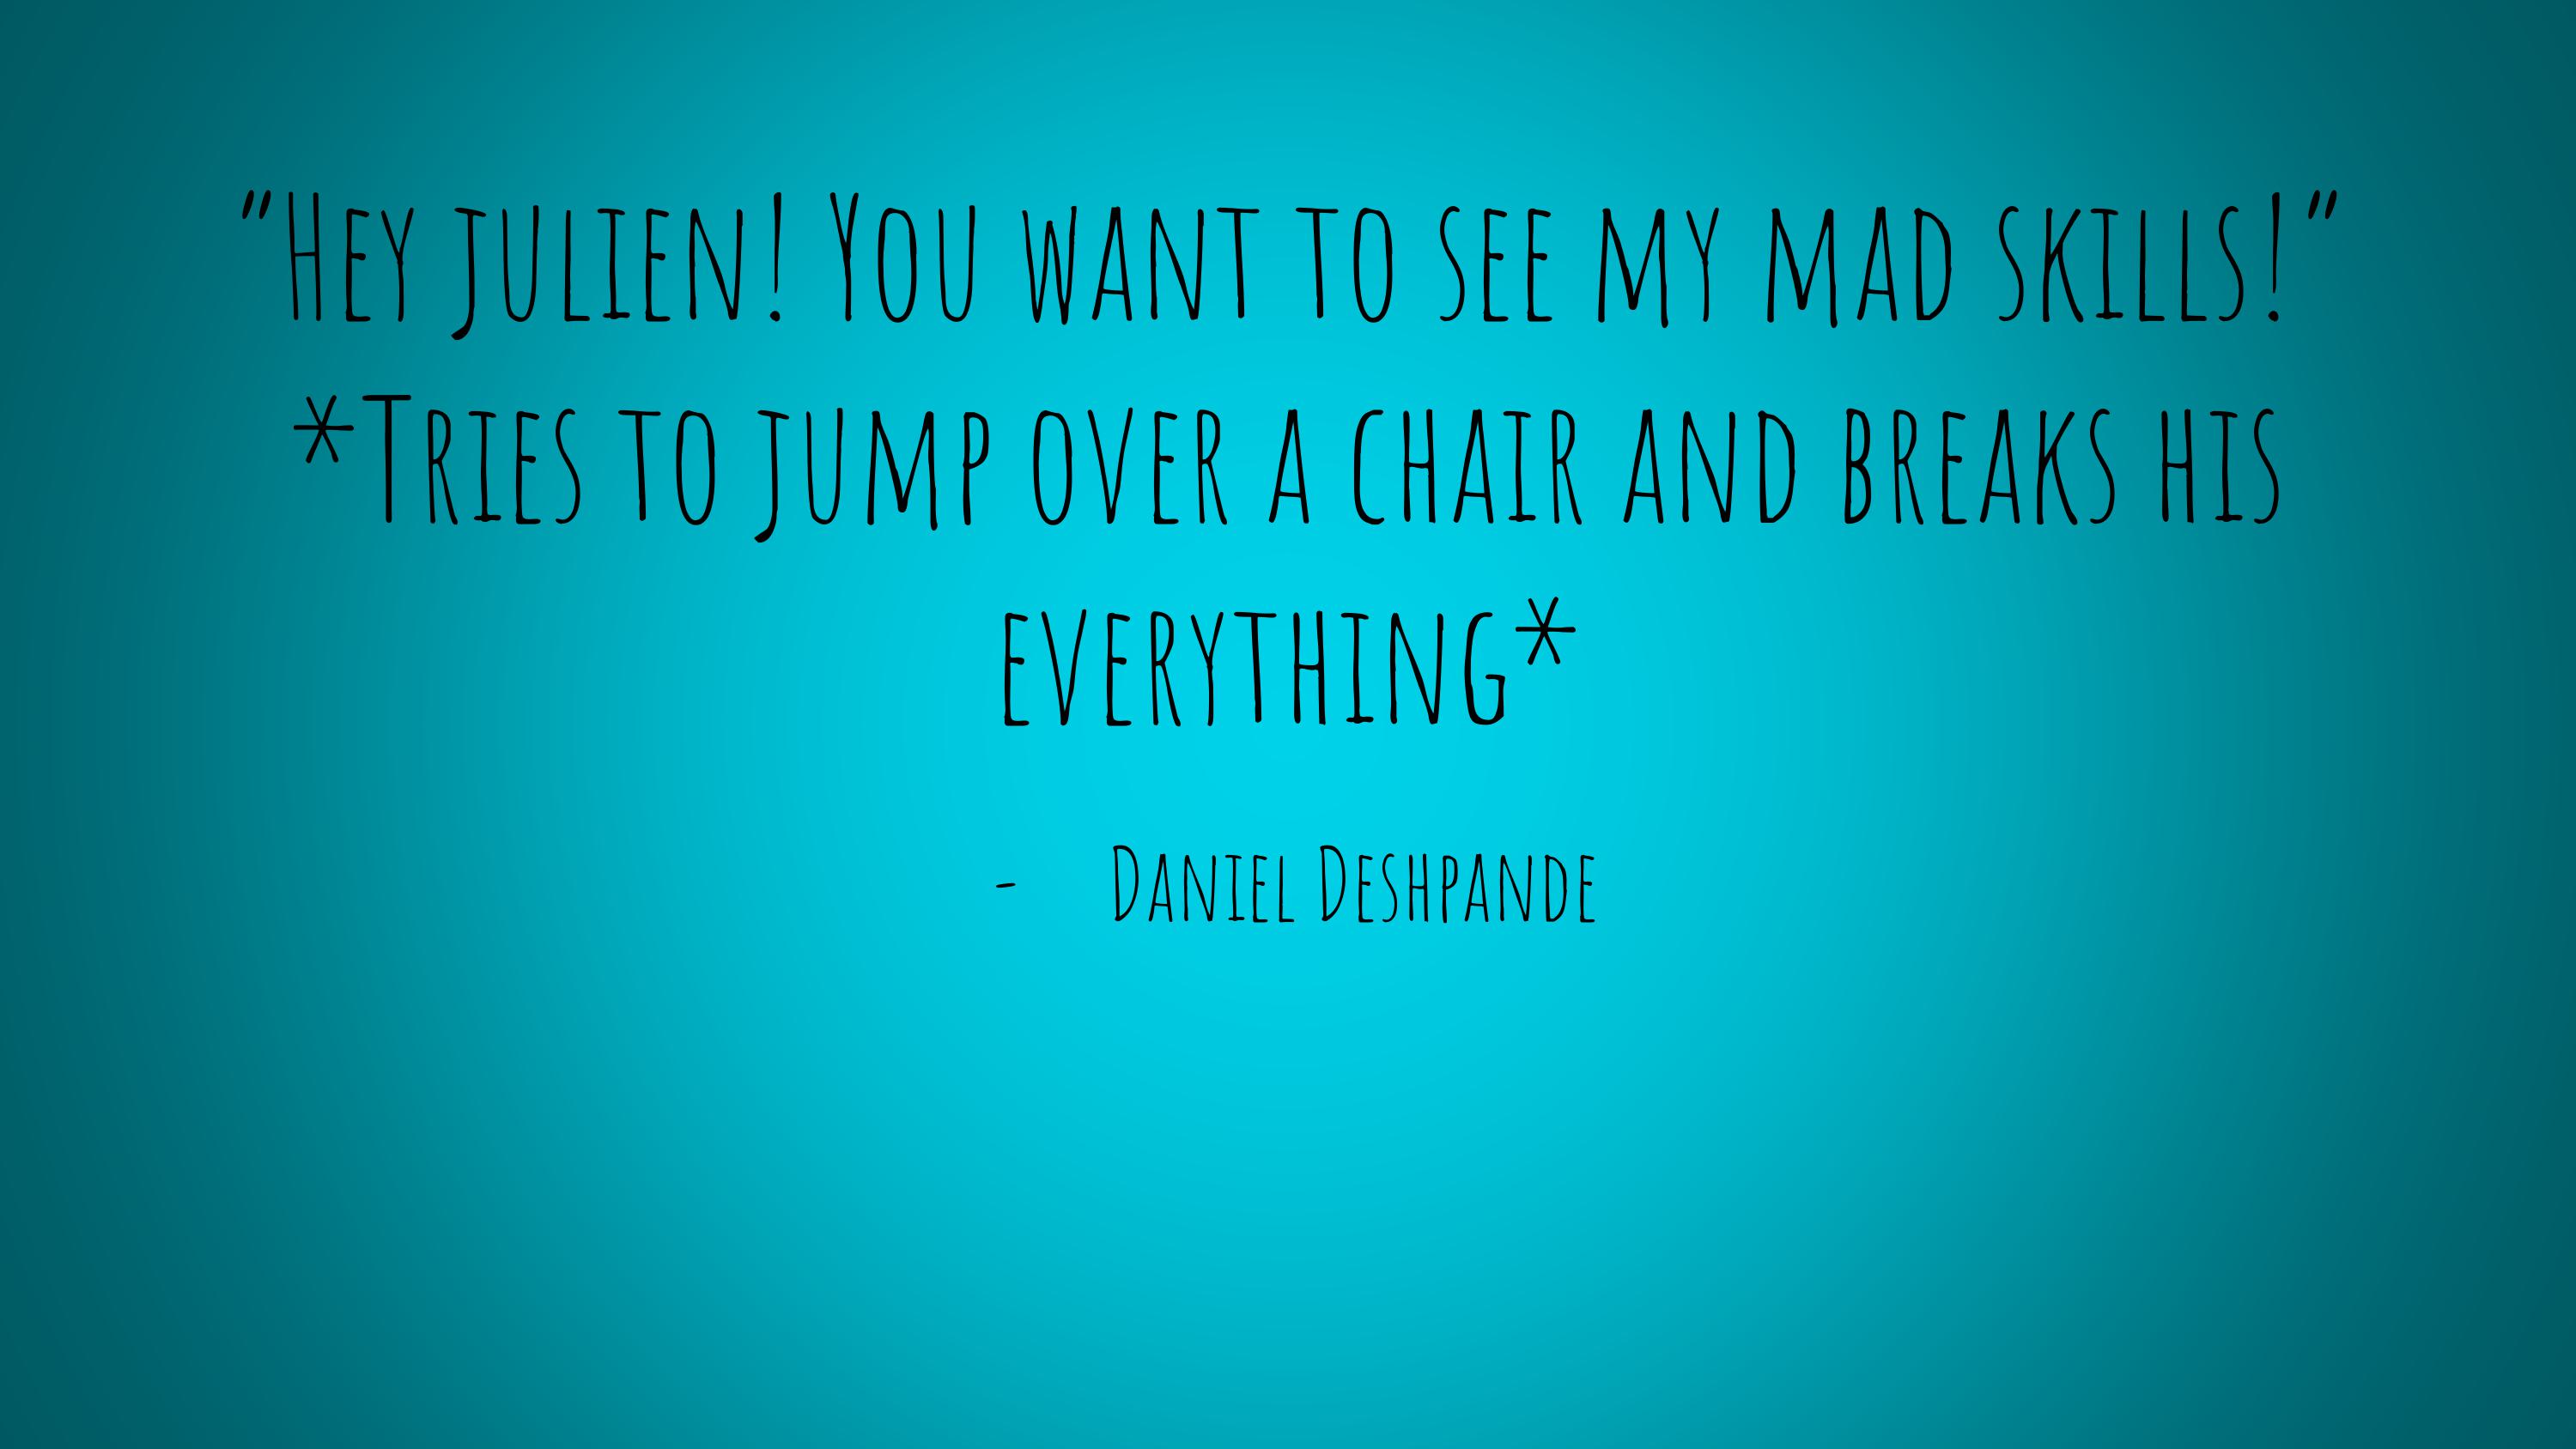 "Hey julien! You want to see my mad skills!"
*Tries to jump over a chair and breaks his
everything*
- Daniel Deshpande